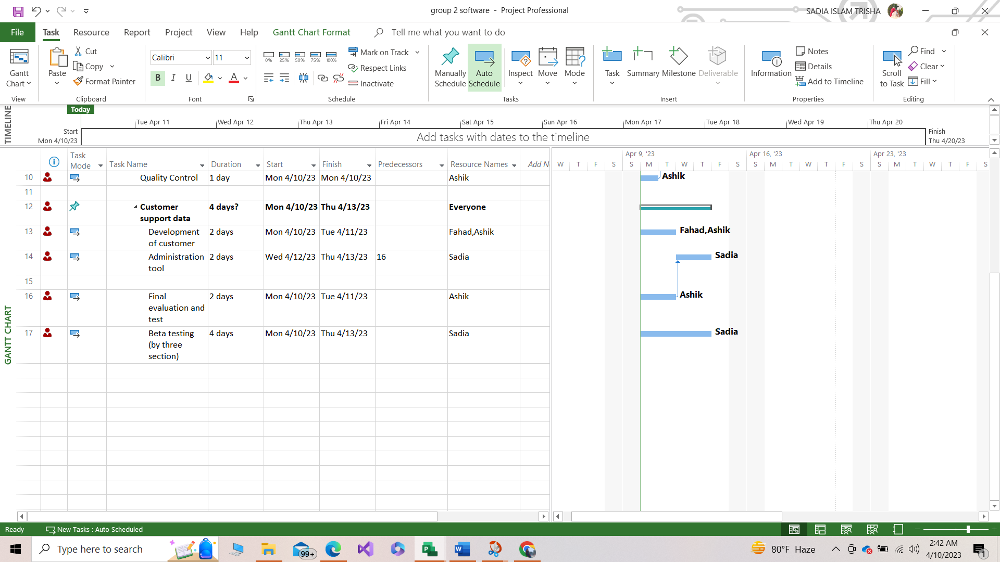 group 2 software - Project Professional
SADIA ISLAM TRISHA
File Task Resource Report Project View Help Gantt Chart Format Tell me what you want to do
Gantt Chart
View
Paste
Cut
Copy
Format Painter
Clipboard
Calibri 11
B I U A
Font
0% 25% 50% 75% 100%
Mark on Track
Respect Links
Inactivate
Schedule
Manually Schedule
Auto Schedule
Inspect
Move
Mode
Tasks
Task
Summary
Milestone
Deliverable
Insert
Information
Notes
Details
Add to Timeline
Properties
Scroll to Task
Find
Clear
Fill
Editing
TIMELINE
Today
Tue Apr 11 Wed Apr 12 Thu Apr 13 Fri Apr 14 Sat Apr 15 Sun Apr 16 Mon Apr 17 Tue Apr 18 Wed Apr 19 Thu Apr 20
Start
Mon 4/10/23
Add tasks with dates to the timeline
Finish
Thu 4/20/23
GANTT CHART
Task Mode Task Name Duration Start Finish Predecessors Resource Names Add N
Apr 9, '23 Apr 16, '23 Apr 23, '23
W T F S S M T W T F S S M T W T F S S M T W T F S
10 Quality Control 1 day Mon 4/10/23 Mon 4/10/23 Ashik
Ashik
11
12 Customer support data 4 days? Mon 4/10/23 Thu 4/13/23 Everyone
13 Development of customer 2 days Mon 4/10/23 Tue 4/11/23 Fahad,Ashik
Fahad,Ashik
14 Administration tool 2 days Wed 4/12/23 Thu 4/13/23 16 Sadia
Sadia
15
16 Final evaluation and test 2 days Mon 4/10/23 Tue 4/11/23 Ashik
Ashik
17 Beta testing (by three section) 4 days Mon 4/10/23 Thu 4/13/23 Sadia
Sadia
Ready New Tasks : Auto Scheduled
Type here to search
99+
80°F Haze
2:42 AM
4/10/2023
1